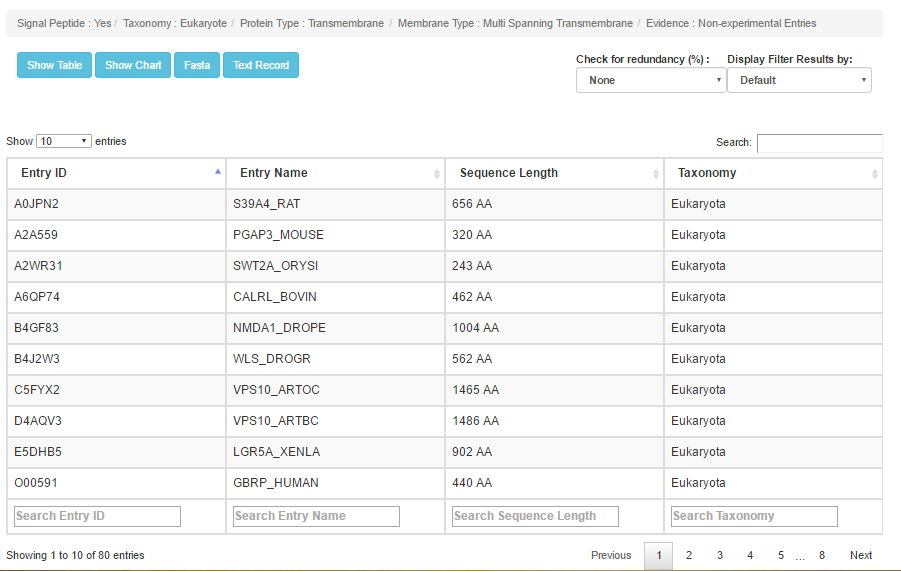 Signal Peptide : Yes / Taxonomy : Eukaryote / Protein Type : Transmembrane / Membrane Type : Multi Spanning Transmembrane / Evidence : Non-experimental Entries
Show Table Show Chart Fasta Text Record
Check for redundancy (%) : Display Filter Results by:
None Default
Show 10 entries Search:
Entry ID Entry Name Sequence Length Taxonomy
A0JPN2 S39A4_RAT 656 AA Eukaryota
A2A559 PGAP3_MOUSE 320 AA Eukaryota
A2WR31 SWT2A_ORYSI 243 AA Eukaryota
A6QP74 CALRL_BOVIN 462 AA Eukaryota
B4GF83 NMDA1_DROPE 1004 AA Eukaryota
B4J2W3 WLS_DROGR 562 AA Eukaryota
C5FYX2 VPS10_ARTOC 1465 AA Eukaryota
D4AQV3 VPS10_ARTBC 1486 AA Eukaryota
E5DHB5 LGR5A_XENLA 902 AA Eukaryota
O00591 GBRP_HUMAN 440 AA Eukaryota
Search Entry ID Search Entry Name Search Sequence Length Search Taxonomy
Showing 1 to 10 of 80 entries Previous 1 2 3 4 5 ... 8 Next